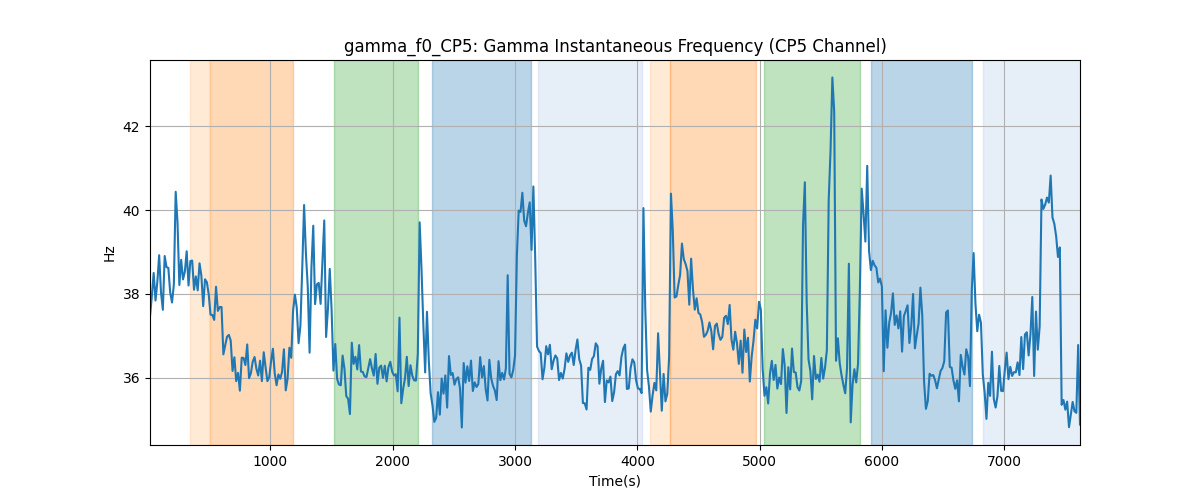 gamma_f0_CP5: Gamma Instantaneous Frequency (CP5 Channel)
42
40
38
36
Hz
1000 2000 3000 4000 5000 6000 7000
Time(s)